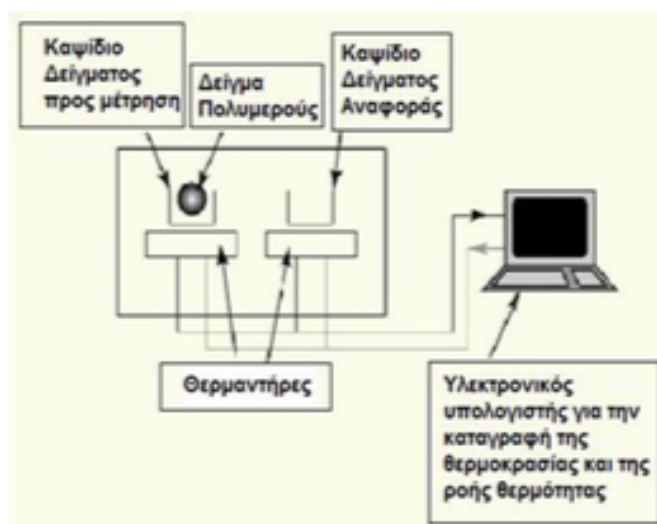 Καψίδιο
Δείγματος
προς μέτρηση
Δείγμα
Πολυμερούς
Καψίδιο
Δείγματος
Αναφοράς
Θερμαντήρες
Υλεκτρονικός
υπολογιστής για την
καταγραφή της
θερμοκρασίας και της
ροής θερμότητας